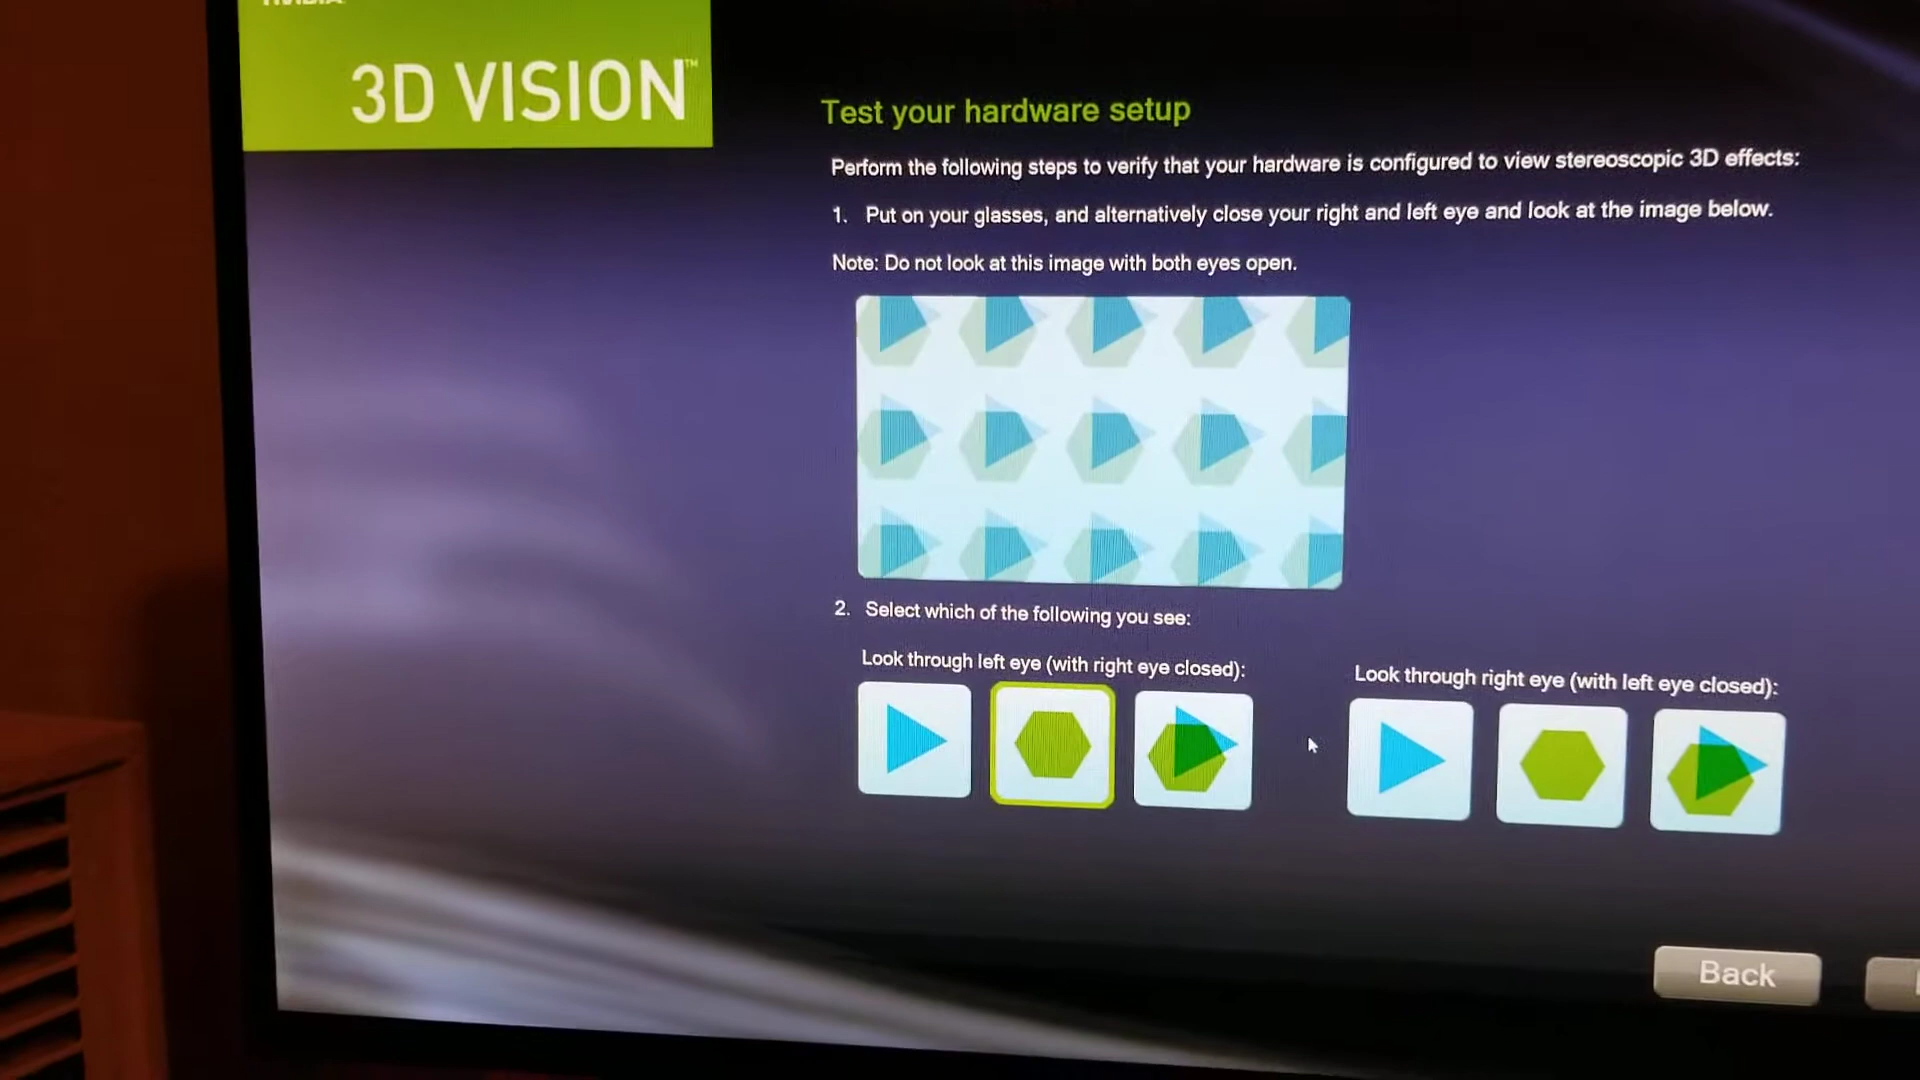 3D VISION™
Test your hardware setup
Perform the following steps to verify that your hardware is configured to view stereoscopic 3D effects:
1. Put on your glasses, and alternatively close your right and left eye and look at the image below.
Note: Do not look at this image with both eyes open.
2. Select which of the following you see:
Look through left eye (with right eye closed):
Look through right eye (with left eye closed):
Back